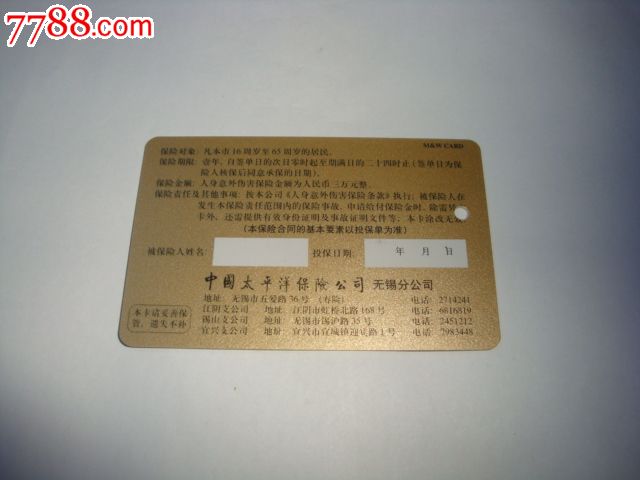 7788.com
M&W CARD
保险对象：凡本市16周岁至65周岁的居民。
保险期限：壹年，自签单日的次日零时起至期满日的二十四时止（签单日为保
险人核保后同意承保的日期）。
保险金额：人身意外伤害保险金额为人民币三万元整。
保险责任及其他事项：按本公司《人身意外伤害保险条款》执行；被保险人在
发生本保险责任范围内的保险事故，申请给付保险金时，除需另
卡外，还需提供有效身份证明及事故证明文件等；本卡涂改无效
（本保险合同的基本要素以投保单为准）
被保险人姓名： 投保日期： 年 月 日
中國太平洋保險公司 无锡分公司
地址：无锡市五爱路36号（寿险） 电话：2714241
江阴支公司 地址：江阴市虹桥北路168号 电话：6816819
锡山支公司 地址：无锡市锡沪路35号 电话：2451212
宜兴支公司 地址：宜兴市宜城镇迎 路1号 电话：7983448
本卡请妥善保
管，遗失不补